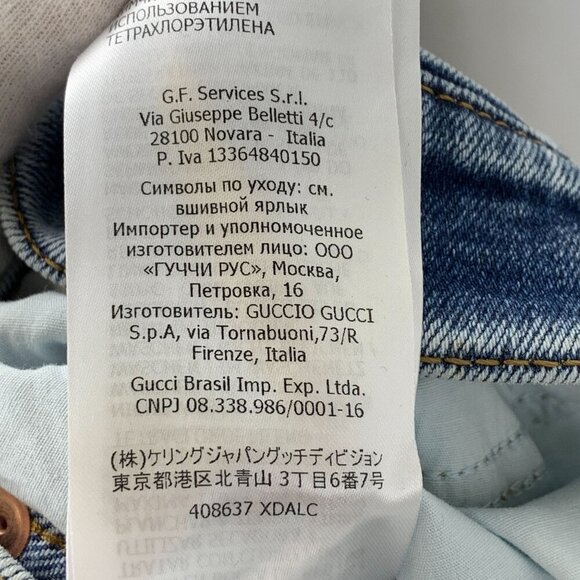 ИСПОЛЬЗОВАНИЕМ
ТЕТРАХЛОРЭТИЛЕНА
G.F. Services S.r.l.
Via Giuseppe Belletti 4/c
28100 Novara - Italia
P. Iva 13364840150
Символы по уходу: см.
вшивной ярлык
Импортер и уполномоченное
изготовителем лицо: ООО
«ГУЧЧИ РУС», Москва,
Петровка, 16
Изготовитель: GUCCIO GUCCI
S.p.A, via Tornabuoni,73/R
Firenze, Italia
Gucci Brasil Imp. Exp. Ltda.
CNPJ 08.338.986/0001-16
(株)ケリングジャパングッチディビジョン
東京都港区北青山 3丁目6番7号
408637 XDALC